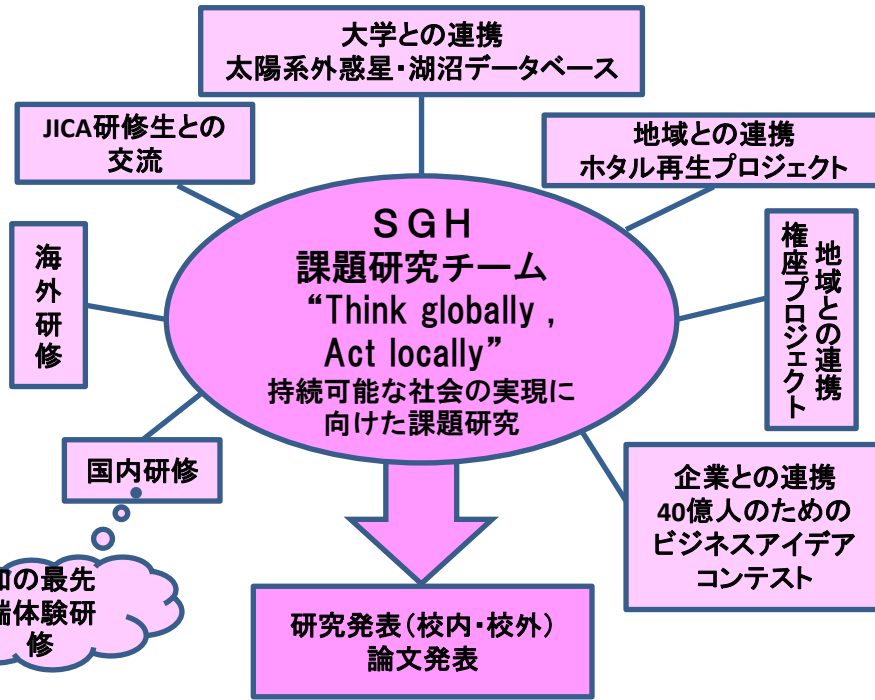 大学との連携
太陽系外惑星・湖沼データベース
JICA研修生との
交流
地域との連携
ホタル再生プロジェクト
海外研修
SGH
課題研究チーム
“Think globally ,
Act locally”
持続可能な社会の実現に
向けた課題研究
地域との連携
権座プロジェクト
国内研修
企業との連携
40億人のための
ビジネスアイデア
コンテスト
の最先
端体験研
修
研究発表（校内・校外）
論文発表